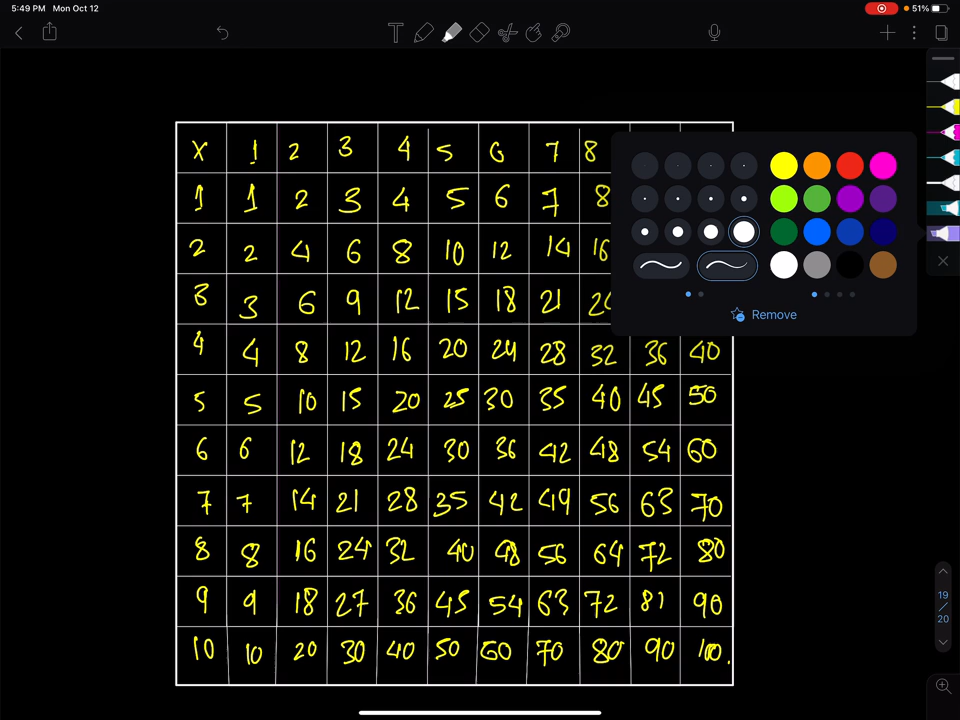 5:49 PM Mon Oct 12 51%
T
X 1 2 3 4 5 6 7 8
1 1 2 3 4 5 6 7 8
2 2 4 6 8 10 12 14 16
3 3 6 9 12 15 18 21
Remove
4 4 8 12 16 20 24 28 32 36 40
5 5 10 15 20 25 30 35 40 45 50
6 6 12 18 24 30 36 42 48 54 60
7 7 14 21 28 35 42 49 56 63 70
8 8 16 24 32 40 48 56 64 72 80
9 9 18 27 36 45 54 63 72 81 90
10 10 20 30 40 50 60 70 80 90 100.
19
/
20